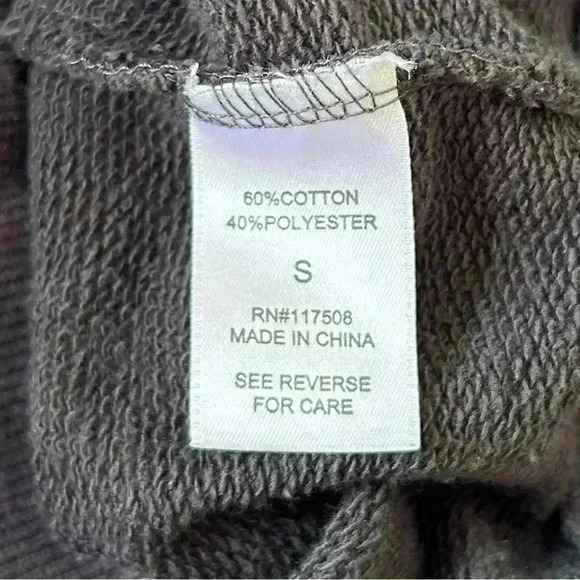 60%COTTON
40%POLYESTER
S
RN#117508
MADE IN CHINA
SEE REVERSE
FOR CARE